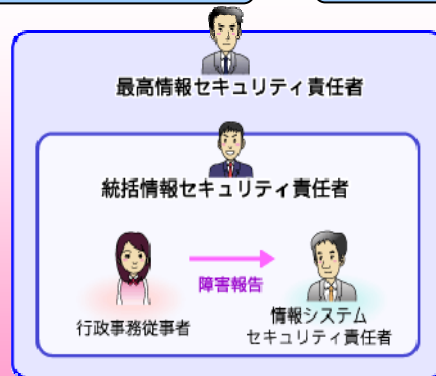 最高情報セキュリティ責任者
統括情報セキュリティ責任者
障害報告
行政事務従事者
情報システム
セキュリティ責任者